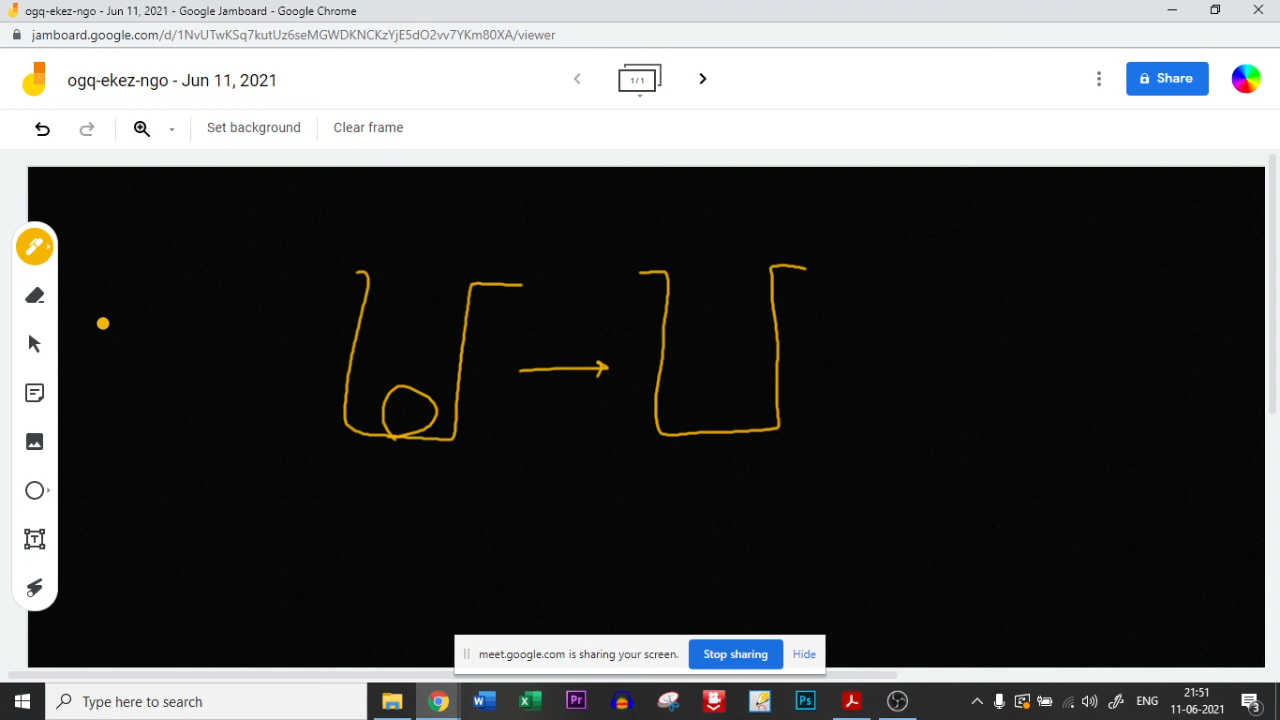 ogq-ekez-ngo - Jun 11, 2021 - Google Jamboard - Google Chrome
jamboard.google.com/d/1NvUTwKSq7kutUz6seMGWDKNCKzYjE5dO2vv7YKm80XA/viewer
ogq-ekez-ngo - Jun 11, 2021
1/1
Share
Set background
Clear frame
meet.google.com is sharing your screen.
Stop sharing
Hide
Type here to search
ENG
21:51
11-06-2021
3